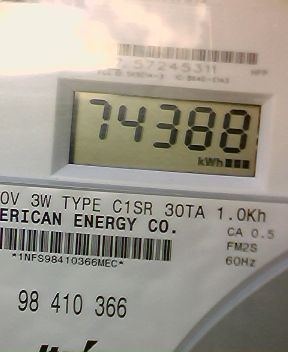 57245311
74388
kWh
0V 3W TYPE C1SR 30TA 1.0Kh
ERICAN ENERGY CO.
CA 0.5
FM2S
*1NFS98410366MEC*
60Hz
98 410 366